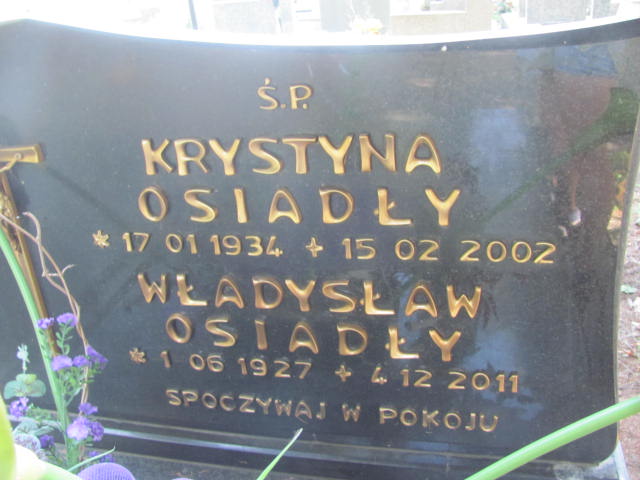 Ś.P.
KRYSTYNA
OSIADŁY
* 17 01 1934 + 15 02 2002
WŁADYSŁAW
OSIADŁY
* 1 06 1927 + 4 12 2011
SPOCZYWAJ W POKOJU